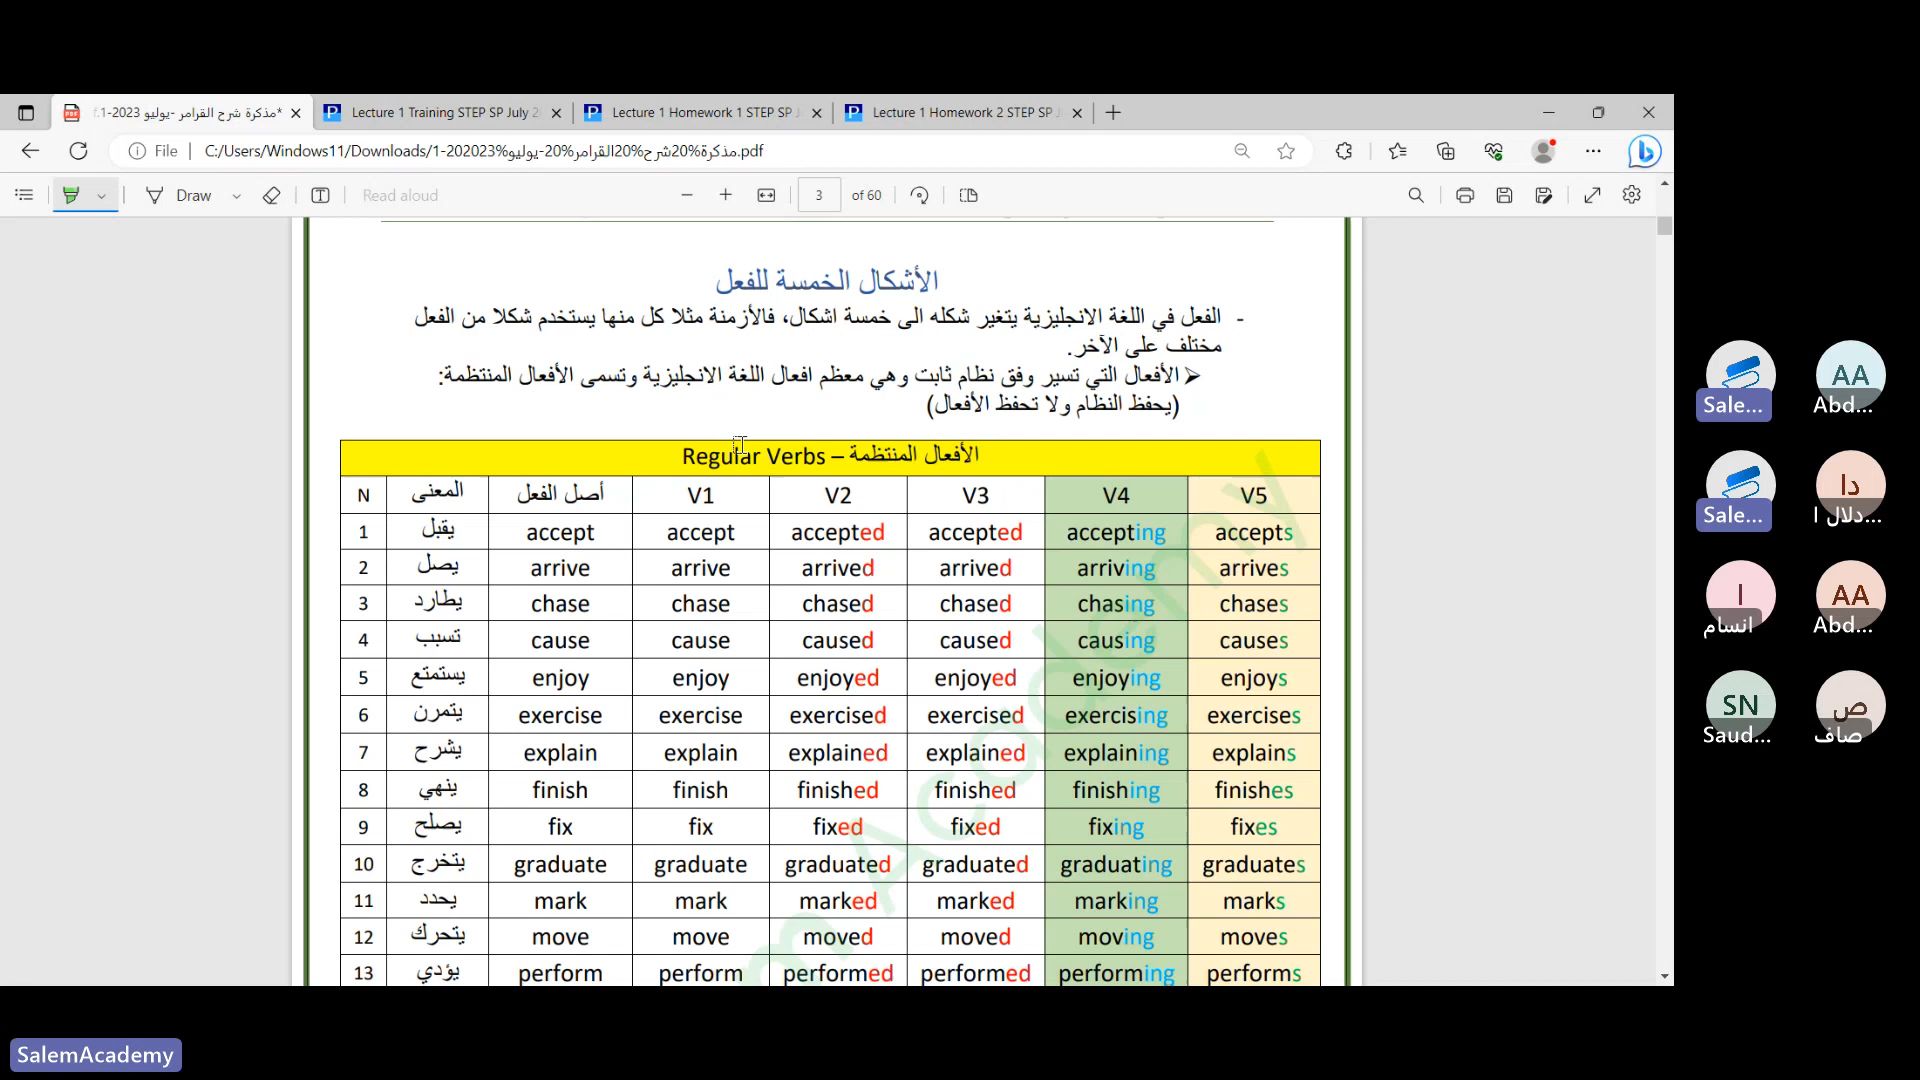 *مذكرة شرح القرامر -يوليو 2023-1.f
Lecture 1 Training STEP SP July 2
Lecture 1 Homework 1 STEP SP J
Lecture 1 Homework 2 STEP SP J
File
C:/Users/Windows11/Downloads/1-202023%مذكرة%20شرح%20القرامر%20-يوليو.pdf
Draw
Read aloud
3 of 60
الأشكال الخمسة للفعل
- الفعل في اللغة الانجليزية يتغير شكله الى خمسة اشكال، فالأزمنة مثلا كل منها يستخدم شكلا من الفعل
مختلف على الآخر.
الأفعال التي تسير وفق نظام ثابت وهي معظم افعال اللغة الانجليزية وتسمى الأفعال المنتظمة:
(يحفظ النظام ولا تحفظ الأفعال)
Regular Verbs – الأفعال المنتظمة
N المعنى أصل الفعل V1 V2 V3 V4 V5
1 يقبل accept accept accepted accepted accepting accepts
2 يصل arrive arrive arrived arrived arriving arrives
3 يطارد chase chase chased chased chasing chases
4 تسبب cause cause caused caused causing causes
5 يستمتع enjoy enjoy enjoyed enjoyed enjoying enjoys
6 يتمرن exercise exercise exercised exercised exercising exercises
7 يشرح explain explain explained explained explaining explains
8 ينهي finish finish finished finished finishing finishes
9 يصلح fix fix fixed fixed fixing fixes
10 يتخرج graduate graduate graduated graduated graduating graduates
11 يحدد mark mark marked marked marking marks
12 يتحرك move move moved moved moving moves
13 يؤدي perform perform performed performed performing performs
m Academy
Sale...
AA
Abd...
Sale...
دا
دلال ا...
ا
انسام
AA
Abd...
SN
Saud...
ص
صاف
SalemAcademy